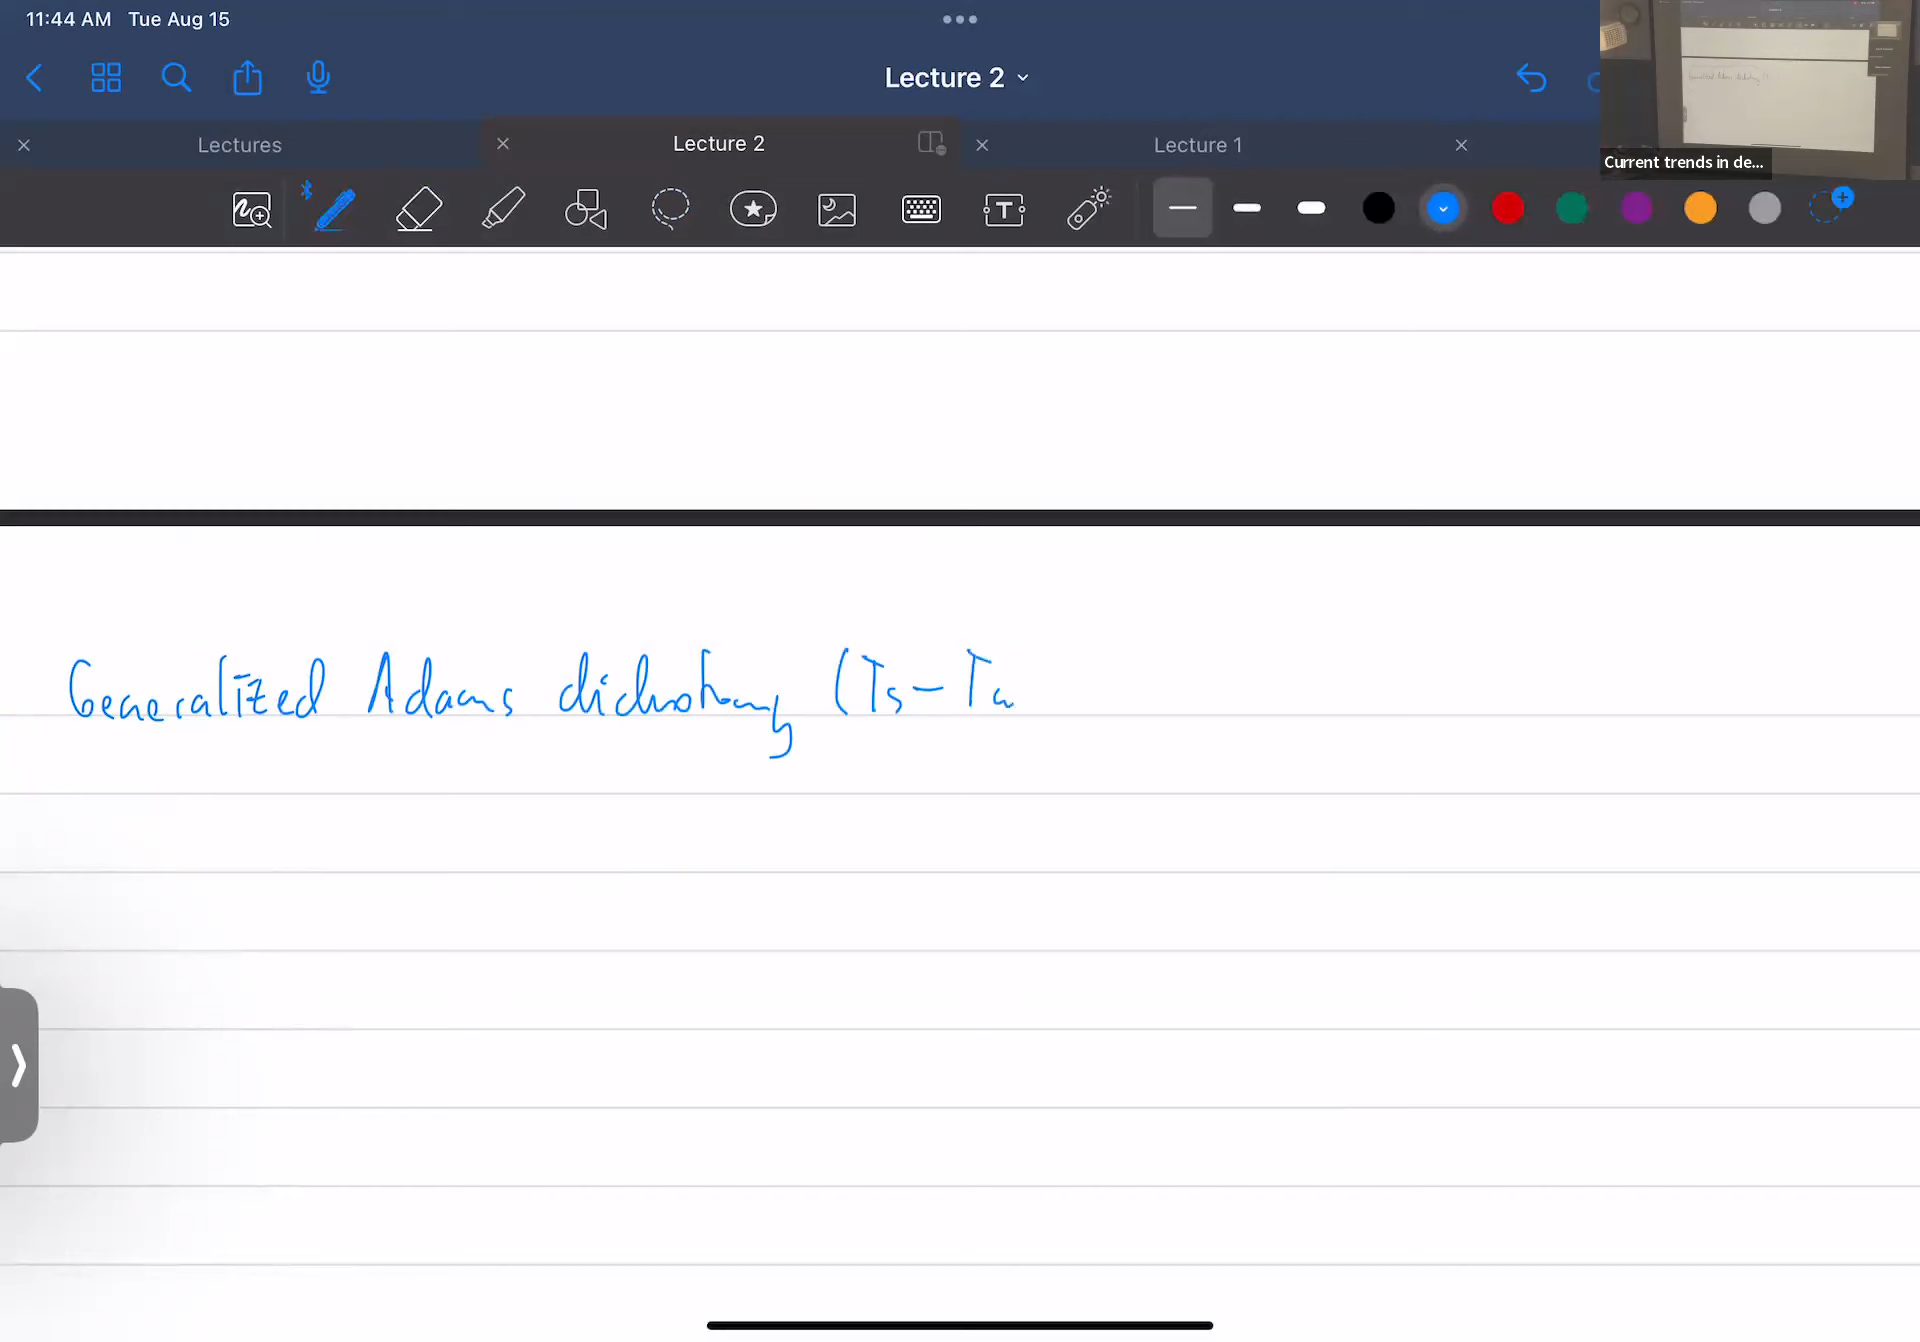 11:44 AM Tue Aug 15
Lecture 2
Lectures
Lecture 2
Lecture 1
Current trends in de...
Generalized Adams dichotomy (Ts-Tu